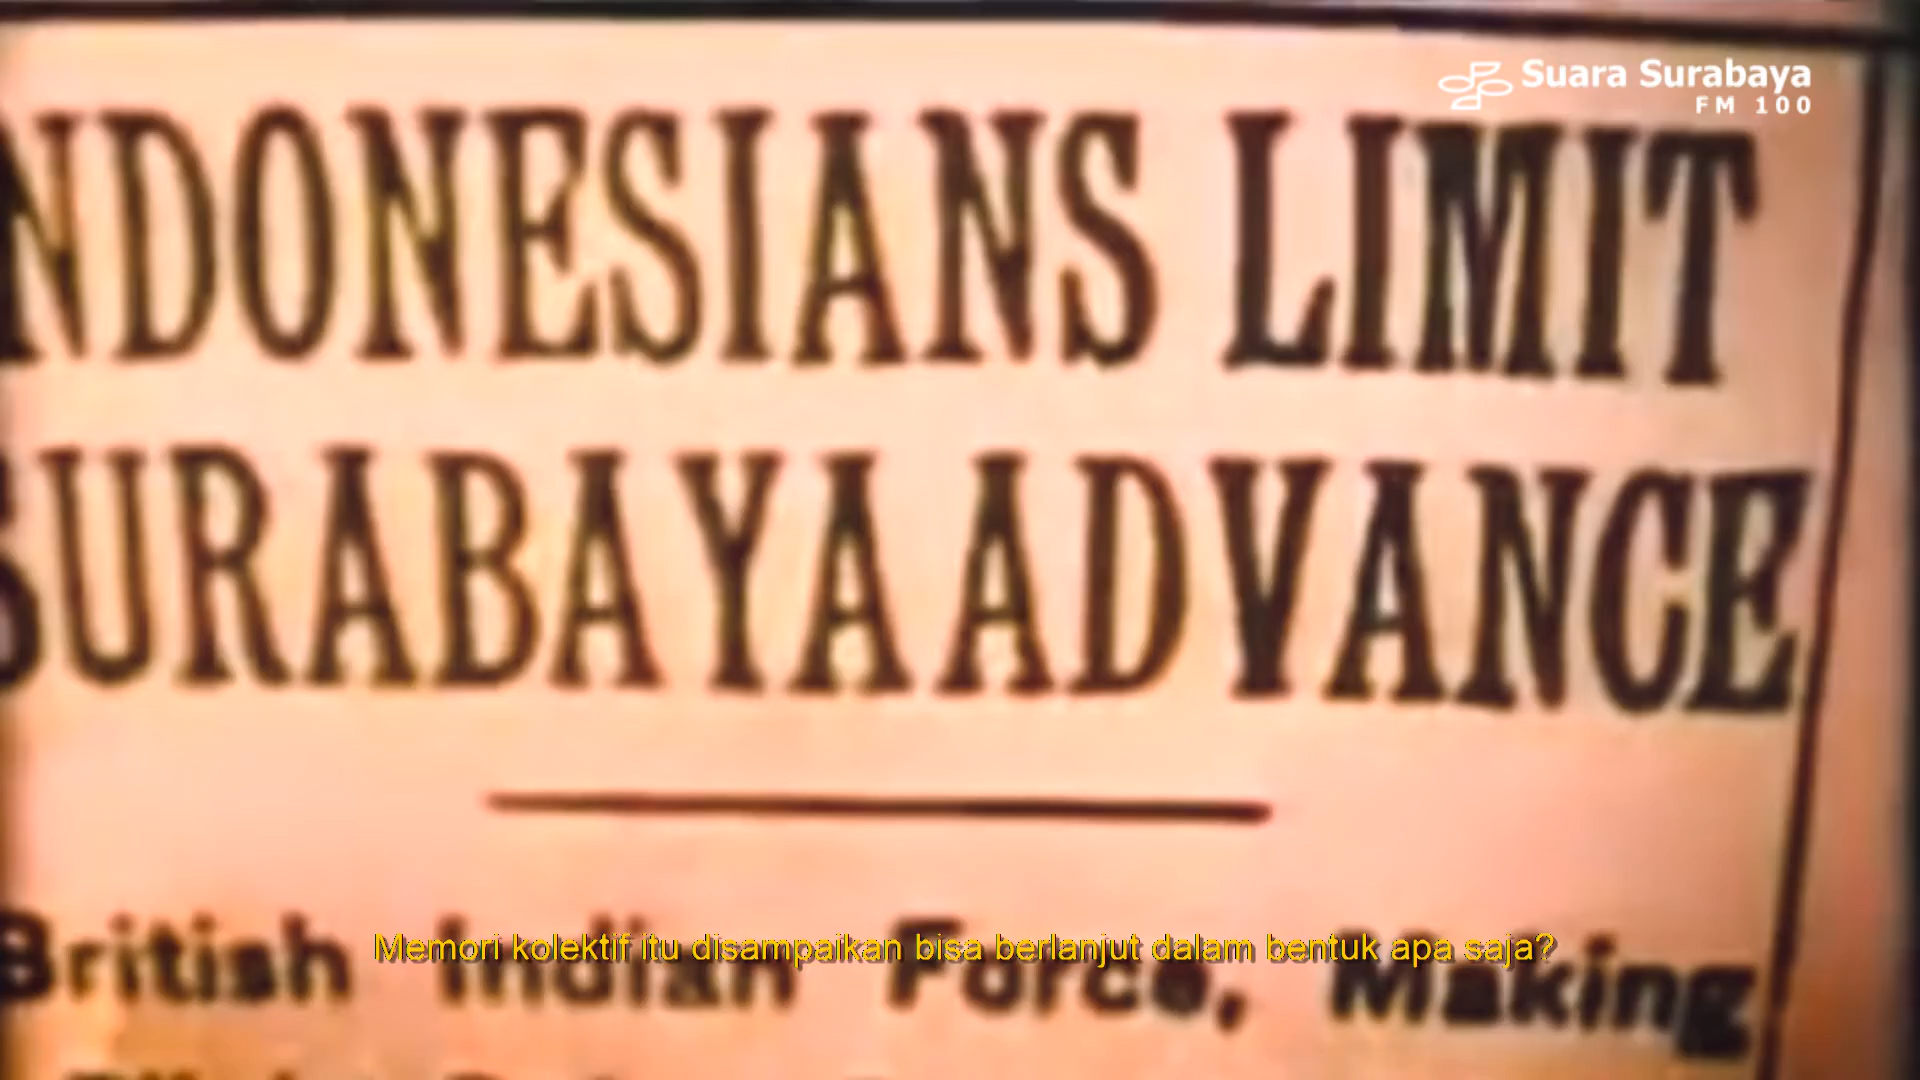 Suara Surabaya
FM 100
NDONESIANS LIMIT
SURABAYA ADVANCE
British Indian Force, Making
Memori kolektif itu disampaikan bisa berlanjut dalam bentuk apa saja?